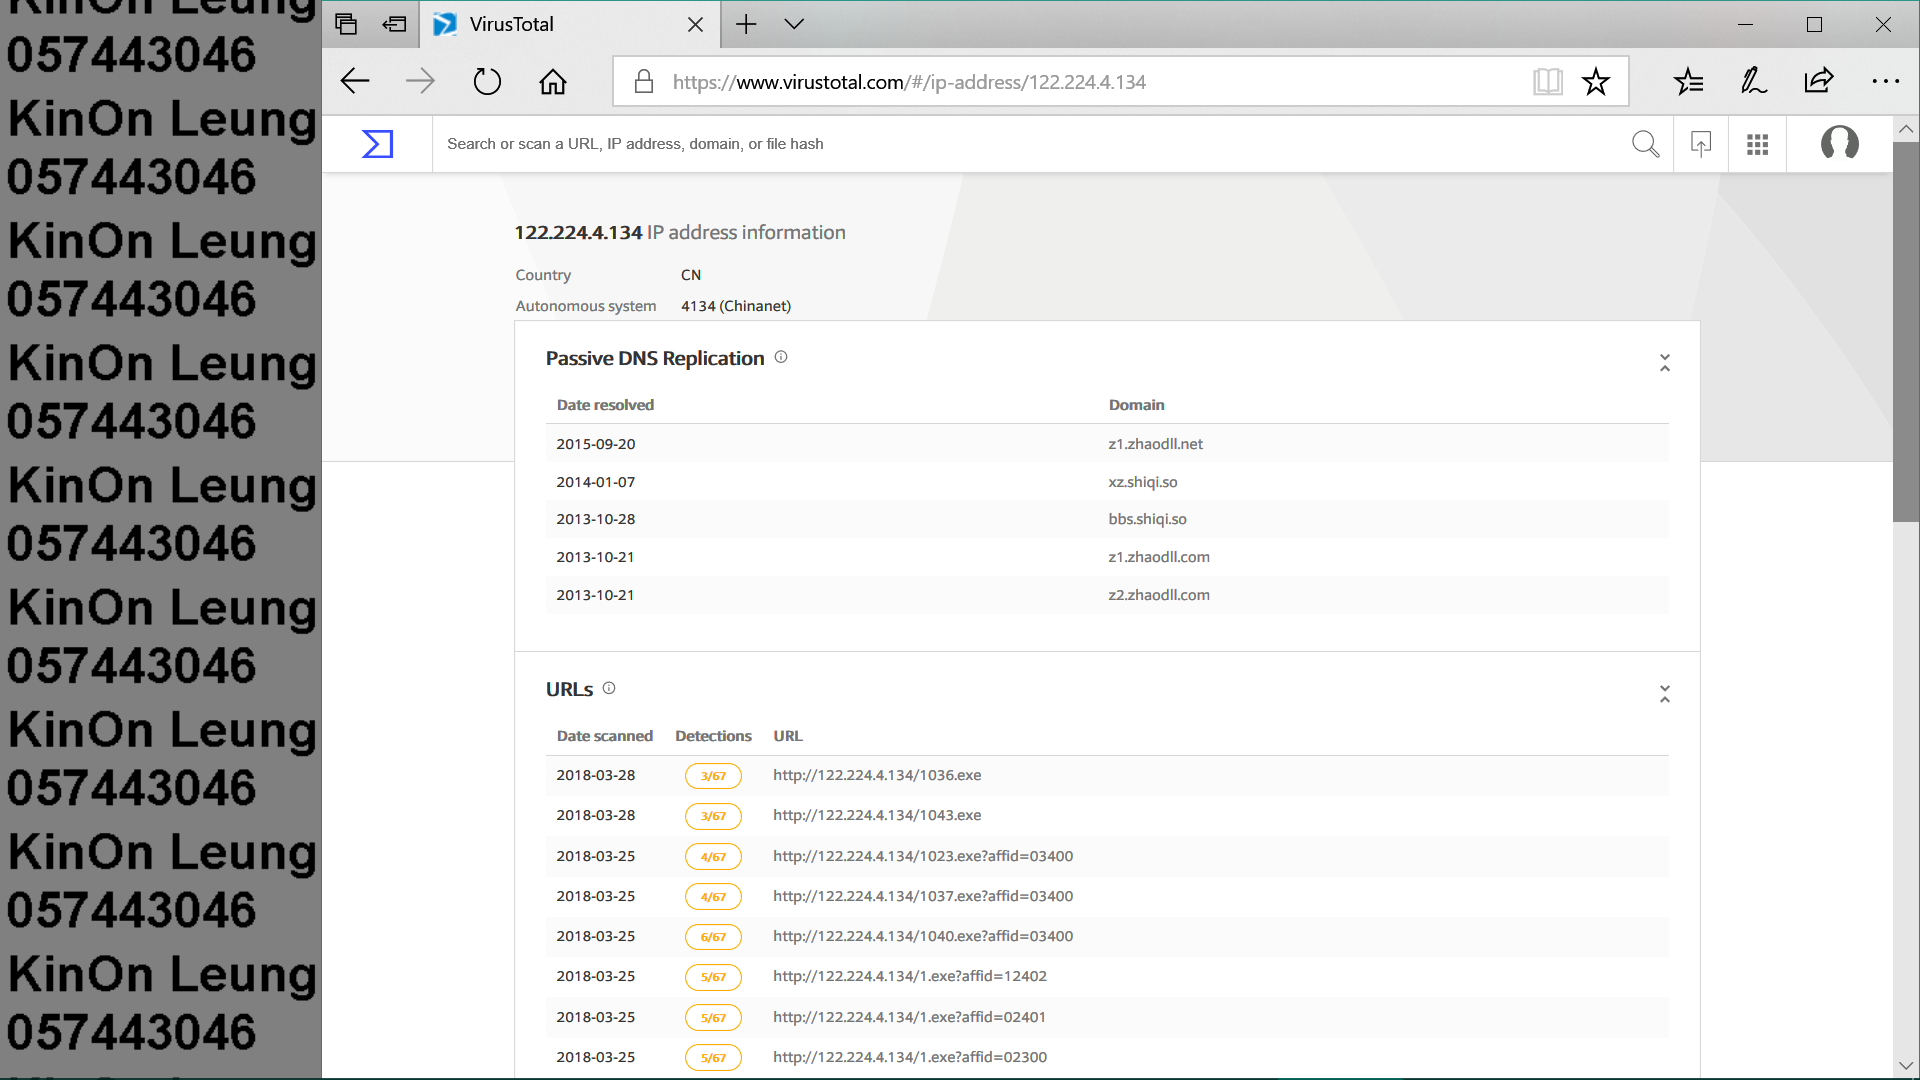 KinOn Leung
057443046
KinOn Leung
057443046
KinOn Leung
057443046
KinOn Leung
057443046
KinOn Leung
057443046
KinOn Leung
057443046
KinOn Leung
057443046
KinOn Leung
057443046
KinOn Leung
057443046
VirusTotal
https://www.virustotal.com/#/ip-address/122.224.4.134
Search or scan a URL, IP address, domain, or file hash
122.224.4.134 IP address information
Country CN
Autonomous system 4134 (Chinanet)
Passive DNS Replication
Date resolved Domain
2015-09-20 z1.zhaodll.net
2014-01-07 xz.shiqi.so
2013-10-28 bbs.shiqi.so
2013-10-21 z1.zhaodll.com
2013-10-21 z2.zhaodll.com
URLs
Date scanned Detections URL
2018-03-28 3/67 http://122.224.4.134/1036.exe
2018-03-28 3/67 http://122.224.4.134/1043.exe
2018-03-25 4/67 http://122.224.4.134/1023.exe?affid=03400
2018-03-25 4/67 http://122.224.4.134/1037.exe?affid=03400
2018-03-25 6/67 http://122.224.4.134/1040.exe?affid=03400
2018-03-25 5/67 http://122.224.4.134/1.exe?affid=12402
2018-03-25 5/67 http://122.224.4.134/1.exe?affid=02401
2018-03-25 5/67 http://122.224.4.134/1.exe?affid=02300